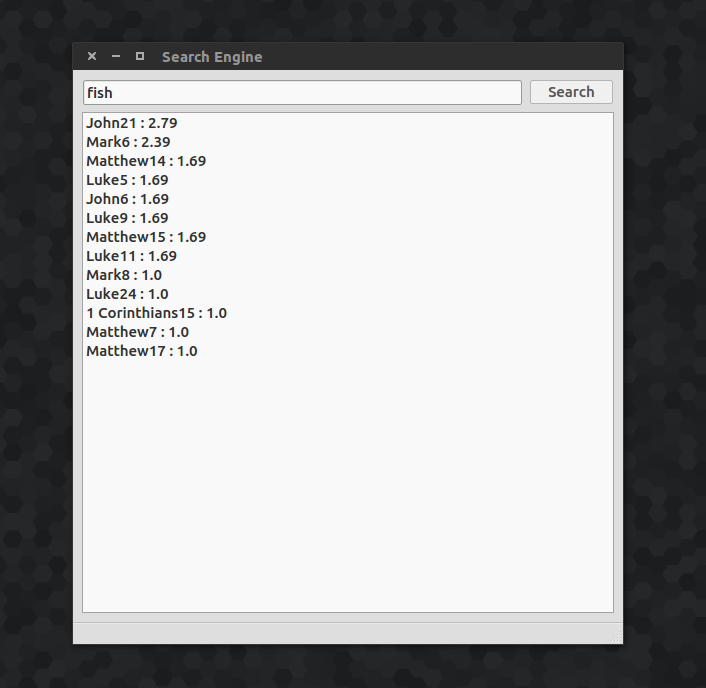 Search Engine
fish
Search
John21 : 2.79
Mark6 : 2.39
Matthew14 : 1.69
Luke5 : 1.69
John6 : 1.69
Luke9 : 1.69
Matthew15 : 1.69
Luke11 : 1.69
Mark8 : 1.0
Luke24 : 1.0
1 Corinthians15 : 1.0
Matthew7 : 1.0
Matthew17 : 1.0